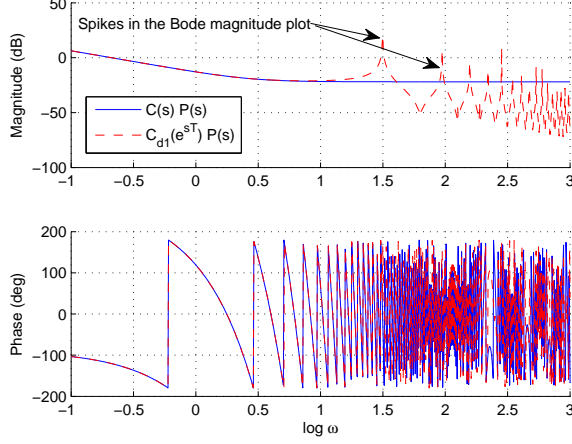 Spikes in the Bode magnitude plot
Magnitude (dB)
50
0
−50
−100
C(s) P(s)
C_{d1}(e^{sT}) P(s)
−1 −0.5 0 0.5 1 1.5 2 2.5 3
Phase (deg)
200
100
0
−100
−200
−1 −0.5 0 0.5 1 1.5 2 2.5 3
log ω